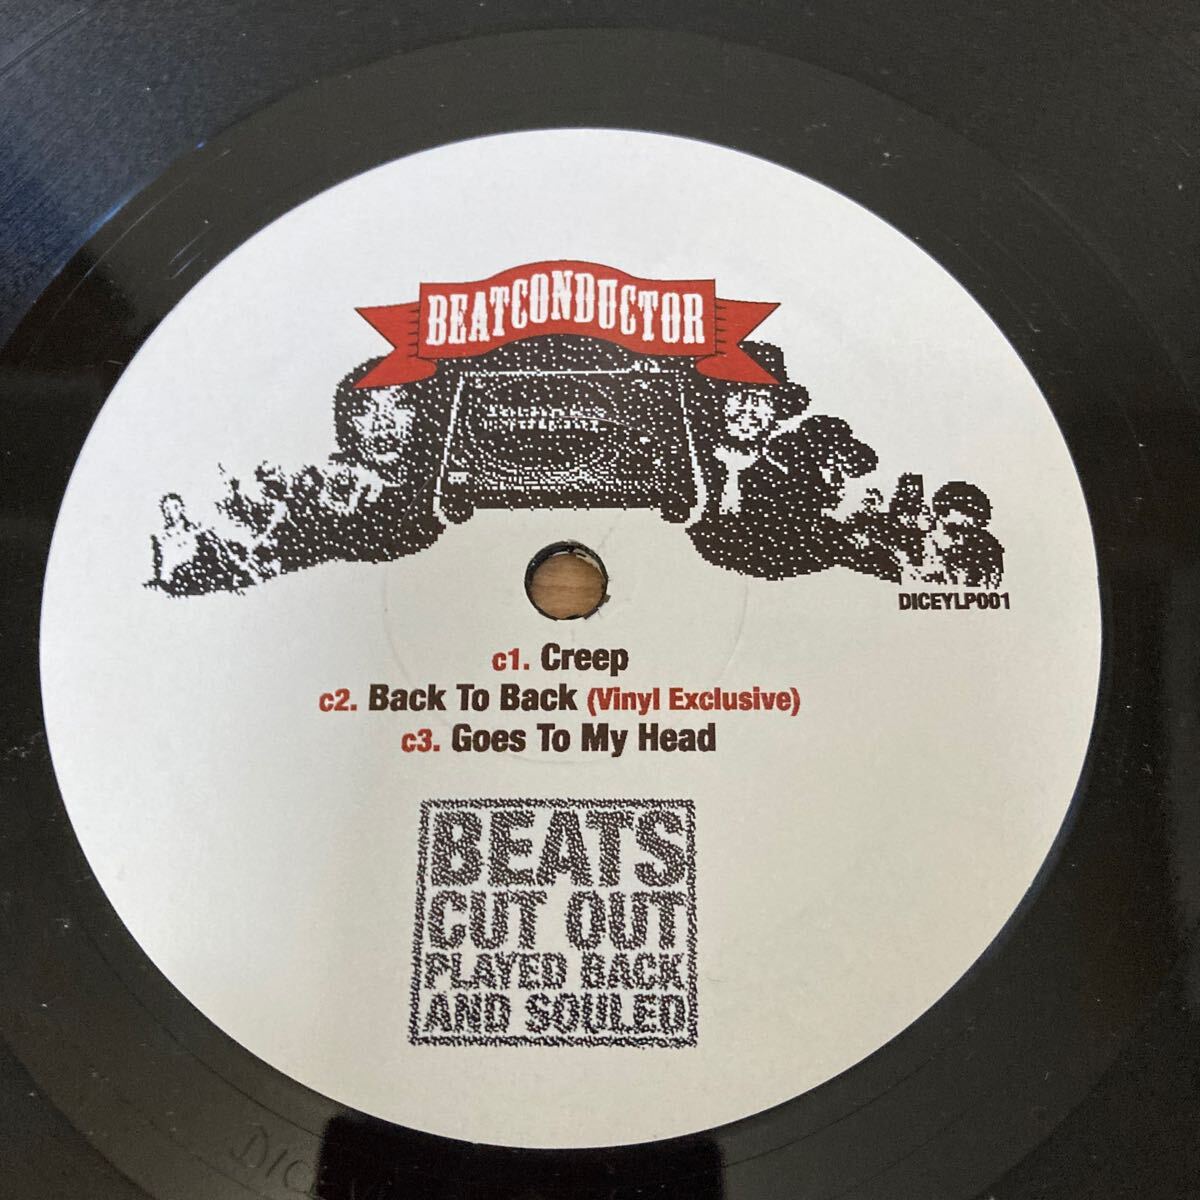 BEATCONDUCTOR
DICEYLP001
c1. Creep
c2. Back To Back (Vinyl Exclusive)
c3. Goes To My Head
BEATS
CUT OUT
PLAYED BACK
AND SOULED
DICE